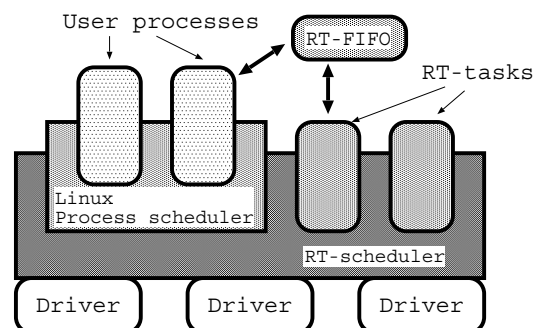 User processes
RT-FIFO
RT-tasks
Linux
Process scheduler
RT-scheduler
Driver
Driver
Driver